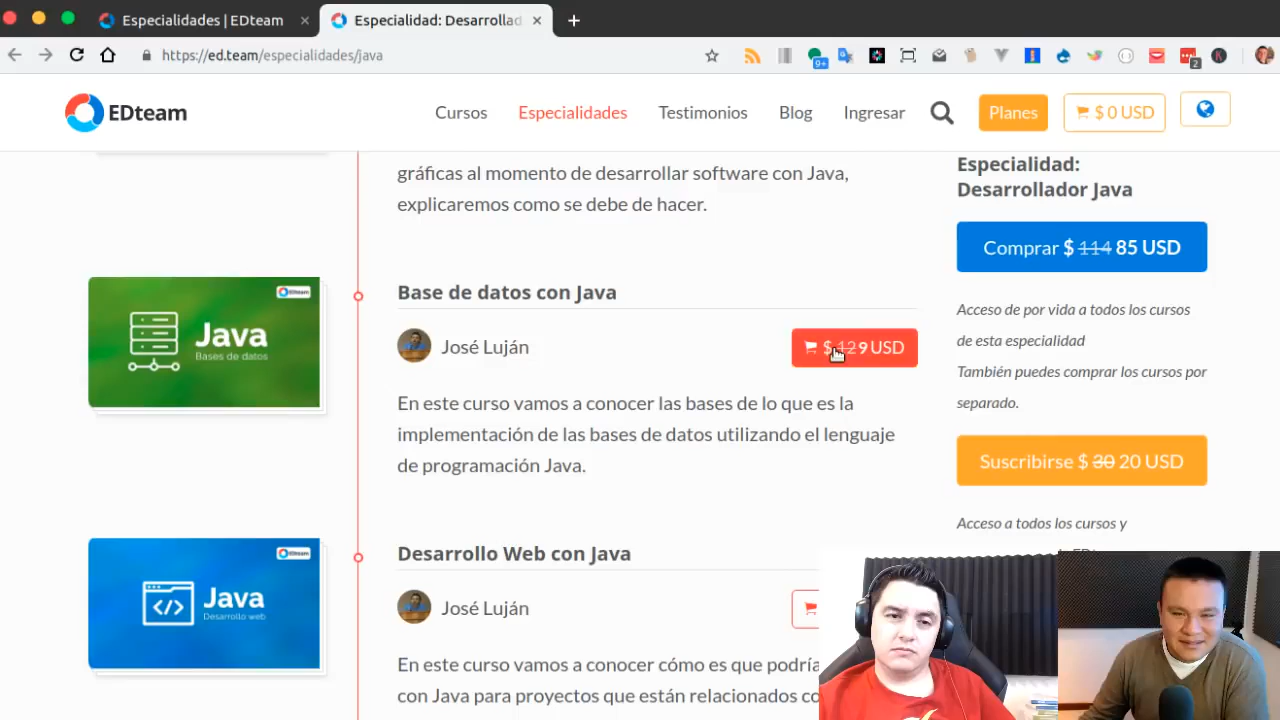 Especialidades | EDteam
Especialidad: Desarrollad
https://ed.team/especialidades/java
9+
2
EDteam
Cursos
Especialidades
Testimonios
Blog
Ingresar
Planes
$ 0 USD
gráficas al momento de desarrollar software con Java,
explicaremos como se debe de hacer.
EDteam
Java
Bases de datos
Base de datos con Java
José Luján
$ 12 9 USD
En este curso vamos a conocer las bases de lo que es la
implementación de las bases de datos utilizando el lenguaje
de programación Java.
EDteam
Java
Desarrollo web
Desarrollo Web con Java
José Luján
En este curso vamos a conocer cómo es que podría
con Java para proyectos que están relacionados co
Especialidad:
Desarrollador Java
Comprar $ 114 85 USD
Acceso de por vida a todos los cursos
de esta especialidad
También puedes comprar los cursos por
separado.
Suscribirse $ 30 20 USD
Acceso a todos los cursos y